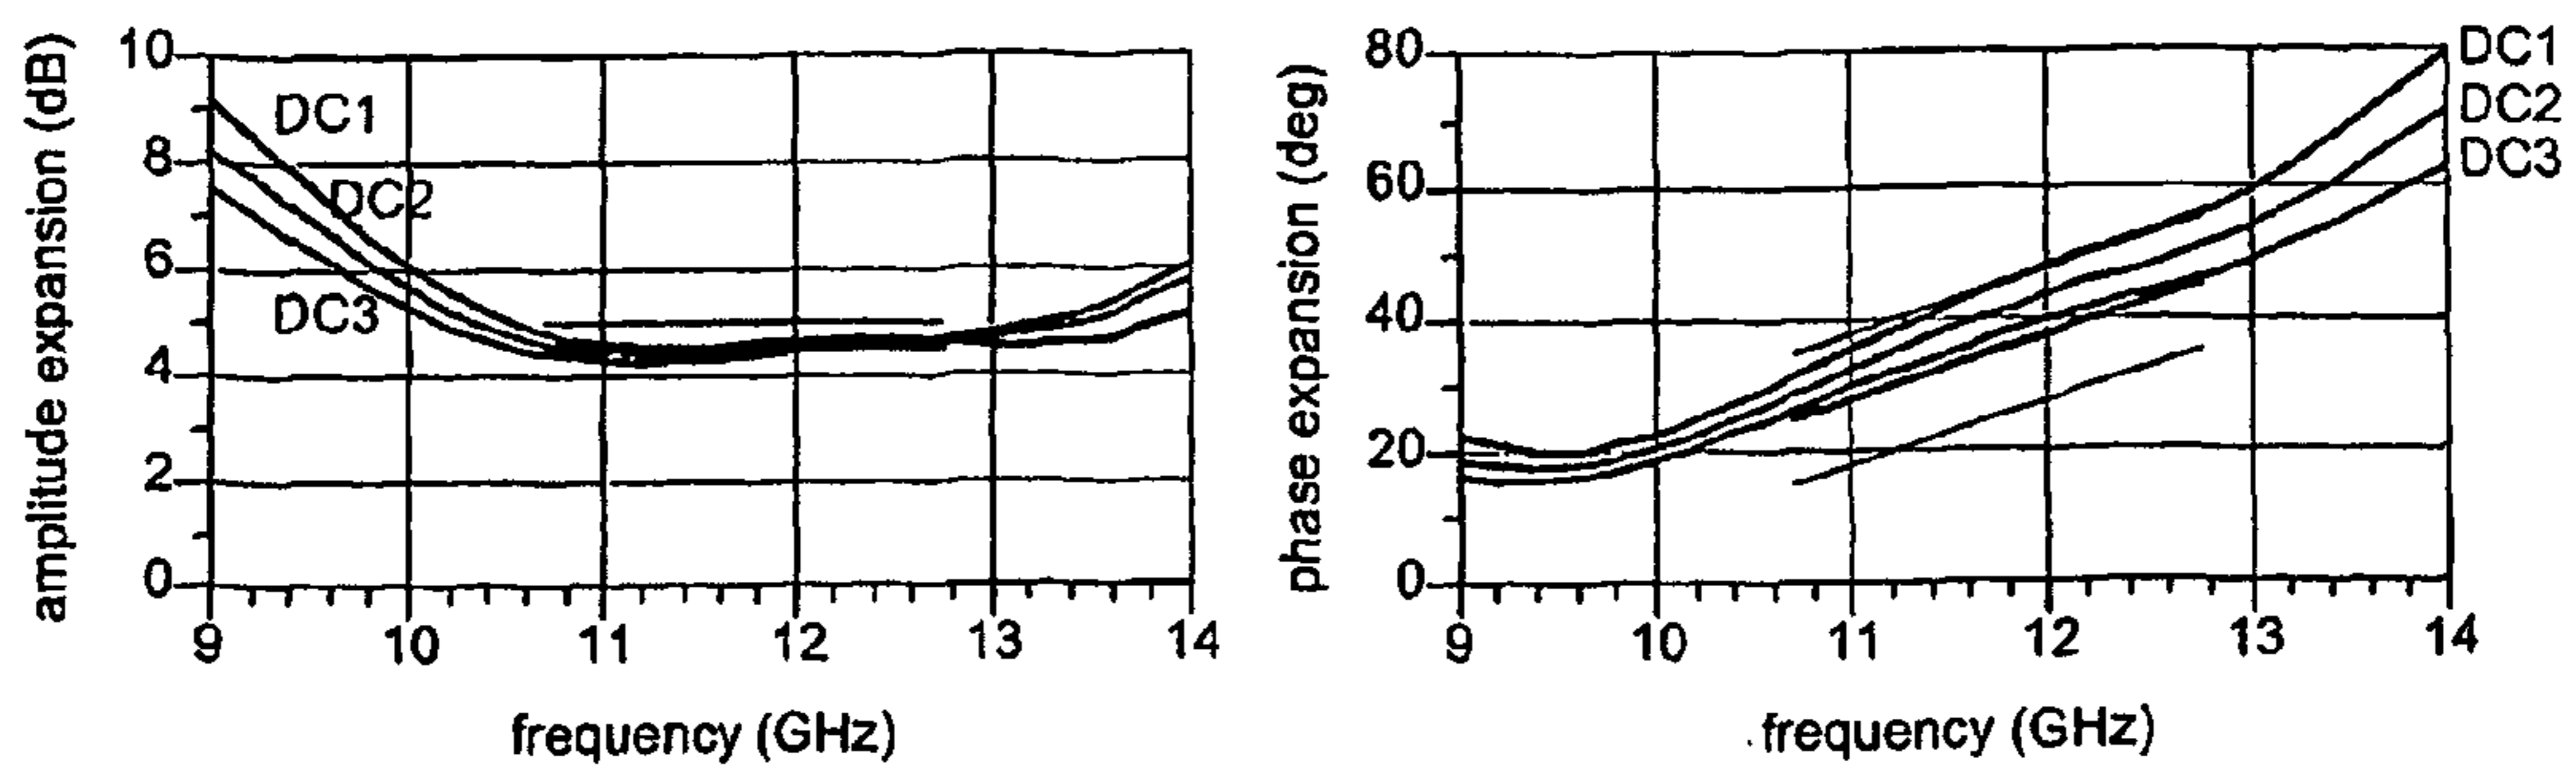 amplitude expansion (dB)
10
8
6
4
2
0
DC1
DC2
DC3
9 10 11 12 13 14
frequency (GHz)
phase expansion (deg)
80
60
40
20
0
DC1
DC2
DC3
9 10 11 12 13 14
frequency (GHz)